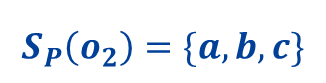 S_P(o_2) = {a, b, c}